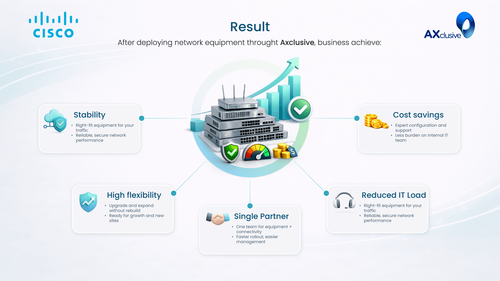 CISCO
Result
AXclusive
After deploying network equipment throught Axclusive, business achieve:
Stability
• Right-fit equipment for your
traffic
• Reliable, secure network
performance
Cost savings
• Expert configuration and
support
• Less burden on internal IT
team
High flexibility
• Upgrade and expand
without rebuild
• Ready for growth and new
sites
Single Partner
• One team for equipment +
connectivity
• Faster rollout, easier
management
Reduced IT Load
• Right-fit equipment for your
traffic
• Reliable, secure network
performance